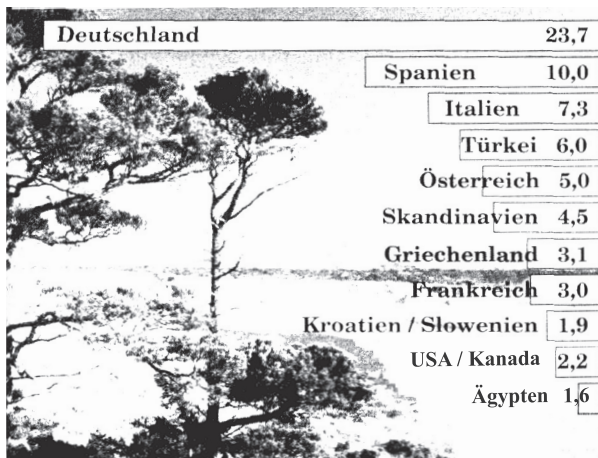 Deutschland 23,7
Spanien 10,0
Italien 7,3
Türkei 6,0
Österreich 5,0
Skandinavien 4,5
Griechenland 3,1
Frankreich 3,0
Kroatien / Slowenien 1,9
USA / Kanada 2,2
Ägypten 1,6